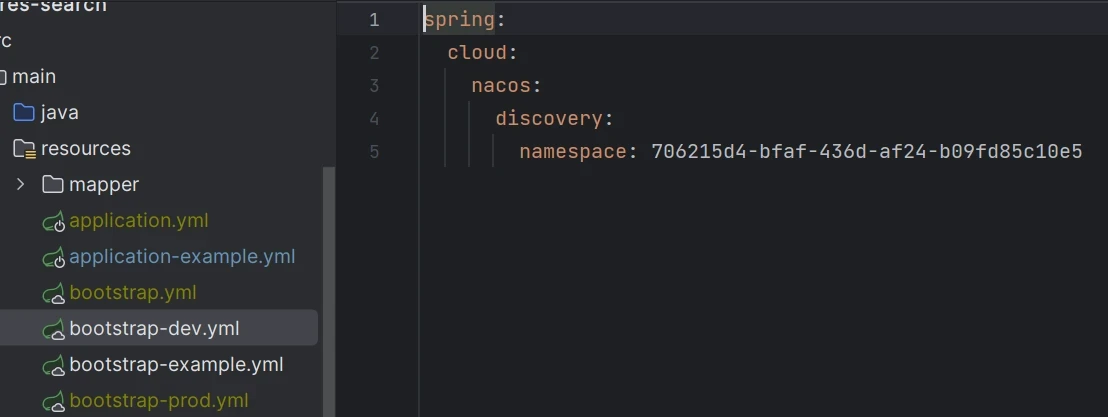 res-search
rc
main
java
resources
mapper
application.yml
application-example.yml
bootstrap.yml
bootstrap-dev.yml
bootstrap-example.yml
bootstrap-prod.yml
1 spring:
2 cloud:
3 nacos:
4 discovery:
5 namespace: 706215d4-bfaf-436d-af24-b09fd85c10e5